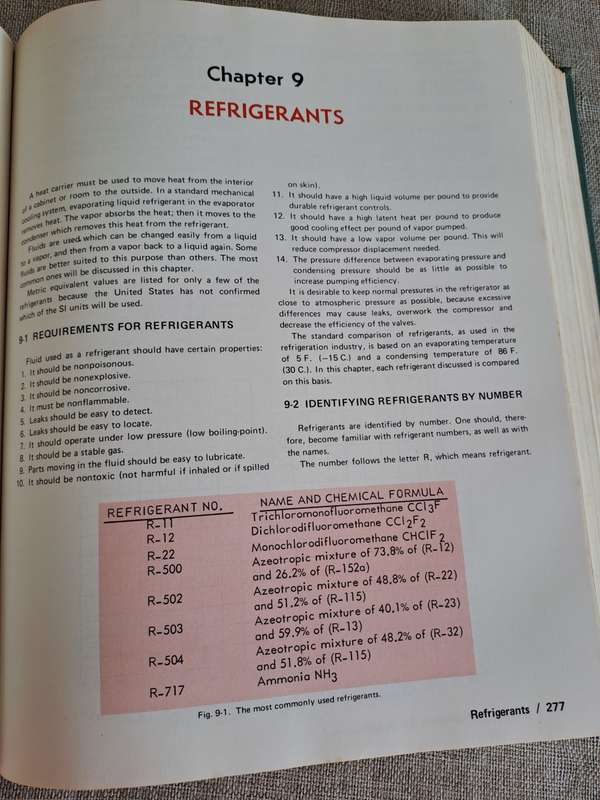 Chapter 9
REFRIGERANTS
A heat carrier must be used to move heat from the interior
of a cabinet or room to the outside. In a standard mechanical
cooling system, evaporating liquid refrigerant in the evaporator
removes heat. The vapor absorbs the heat; then it moves to the
condenser which removes this heat from the refrigerant.
Fluids are used which can be changed easily from a liquid
to a vapor, and then from a vapor back to a liquid again. Some
fluids are better suited to this purpose than others. The most
common ones will be discussed in this chapter.
Metric equivalent values are listed for only a few of the
refrigerants because the United States has not confirmed
which of the SI units will be used.
9-1 REQUIREMENTS FOR REFRIGERANTS
Fluid used as a refrigerant should have certain properties:
1. It should be nonpoisonous.
2. It should be nonexplosive.
3. It should be noncorrosive.
4. It must be nonflammable.
5. Leaks should be easy to detect.
6. Leaks should be easy to locate.
7. It should operate under low pressure (low boiling-point).
8. It should be a stable gas.
9. Parts moving in the fluid should be easy to lubricate.
10. It should be nontoxic (not harmful if inhaled or if spilled
on skin).
11. It should have a high liquid volume per pound to provide
durable refrigerant controls.
12. It should have a high latent heat per pound to produce
good cooling effect per pound of vapor pumped.
13. It should have a low vapor volume per pound. This will
reduce compressor displacement needed.
14. The pressure difference between evaporating pressure and
condensing pressure should be as little as possible to
increase pumping efficiency.
It is desirable to keep normal pressures in the refrigerator as
close to atmospheric pressure as possible, because excessive
differences may cause leaks, overwork the compressor and
decrease the efficiency of the valves.
The standard comparison of refrigerants, as used in the
refrigeration industry, is based on an evaporating temperature
of 5 F. (−15 C.) and a condensing temperature of 86 F.
(30 C.). In this chapter, each refrigerant discussed is compared
on this basis.
9-2 IDENTIFYING REFRIGERANTS BY NUMBER
Refrigerants are identified by number. One should, there-
fore, become familiar with refrigerant numbers, as well as with
the names.
The number follows the letter R, which means refrigerant.
REFRIGERANT NO. NAME AND CHEMICAL FORMULA
R-11 Trichloromonofluoromethane CCl3F
R-12 Dichlorodifluoromethane CCl2F2
R-22 Monochlorodifluoromethane CHClF2
R-500 Azeotropic mixture of 73.8% of (R-12)
and 26.2% of (R-152a)
R-502 Azeotropic mixture of 48.8% of (R-22)
and 51.2% of (R-115)
R-503 Azeotropic mixture of 40.1% of (R-23)
and 59.9% of (R-13)
R-504 Azeotropic mixture of 48.2% of (R-32)
and 51.8% of (R-115)
R-717 Ammonia NH3
Fig. 9-1. The most commonly used refrigerants.
Refrigerants / 277